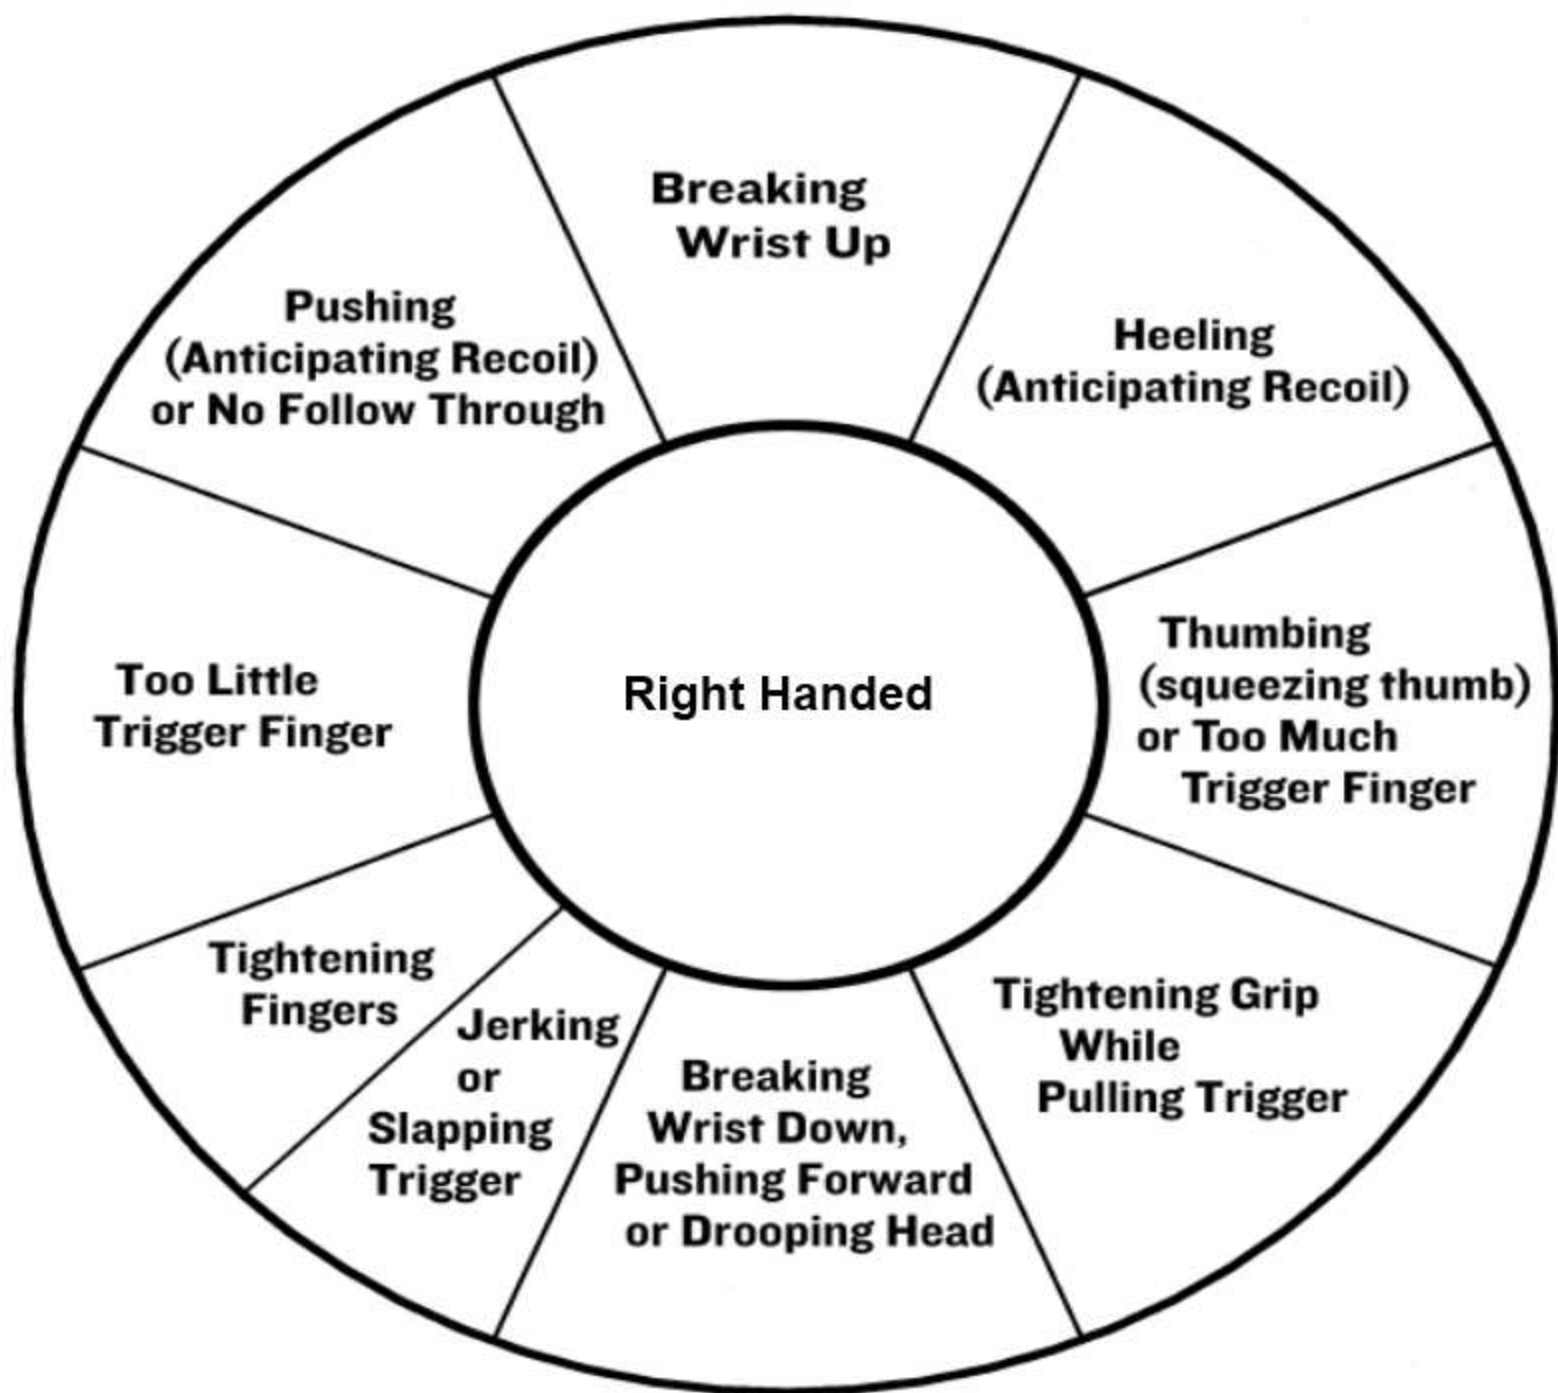 Breaking
Wrist Up
Heeling
(Anticipating Recoil)
Thumbing
(squeezing thumb)
or Too Much
Trigger Finger
Tightening Grip
While
Pulling Trigger
Breaking
Wrist Down,
Pushing Forward
or Drooping Head
Jerking
or
Slapping
Trigger
Tightening
Fingers
Too Little
Trigger Finger
Pushing
(Anticipating Recoil)
or No Follow Through
Right Handed